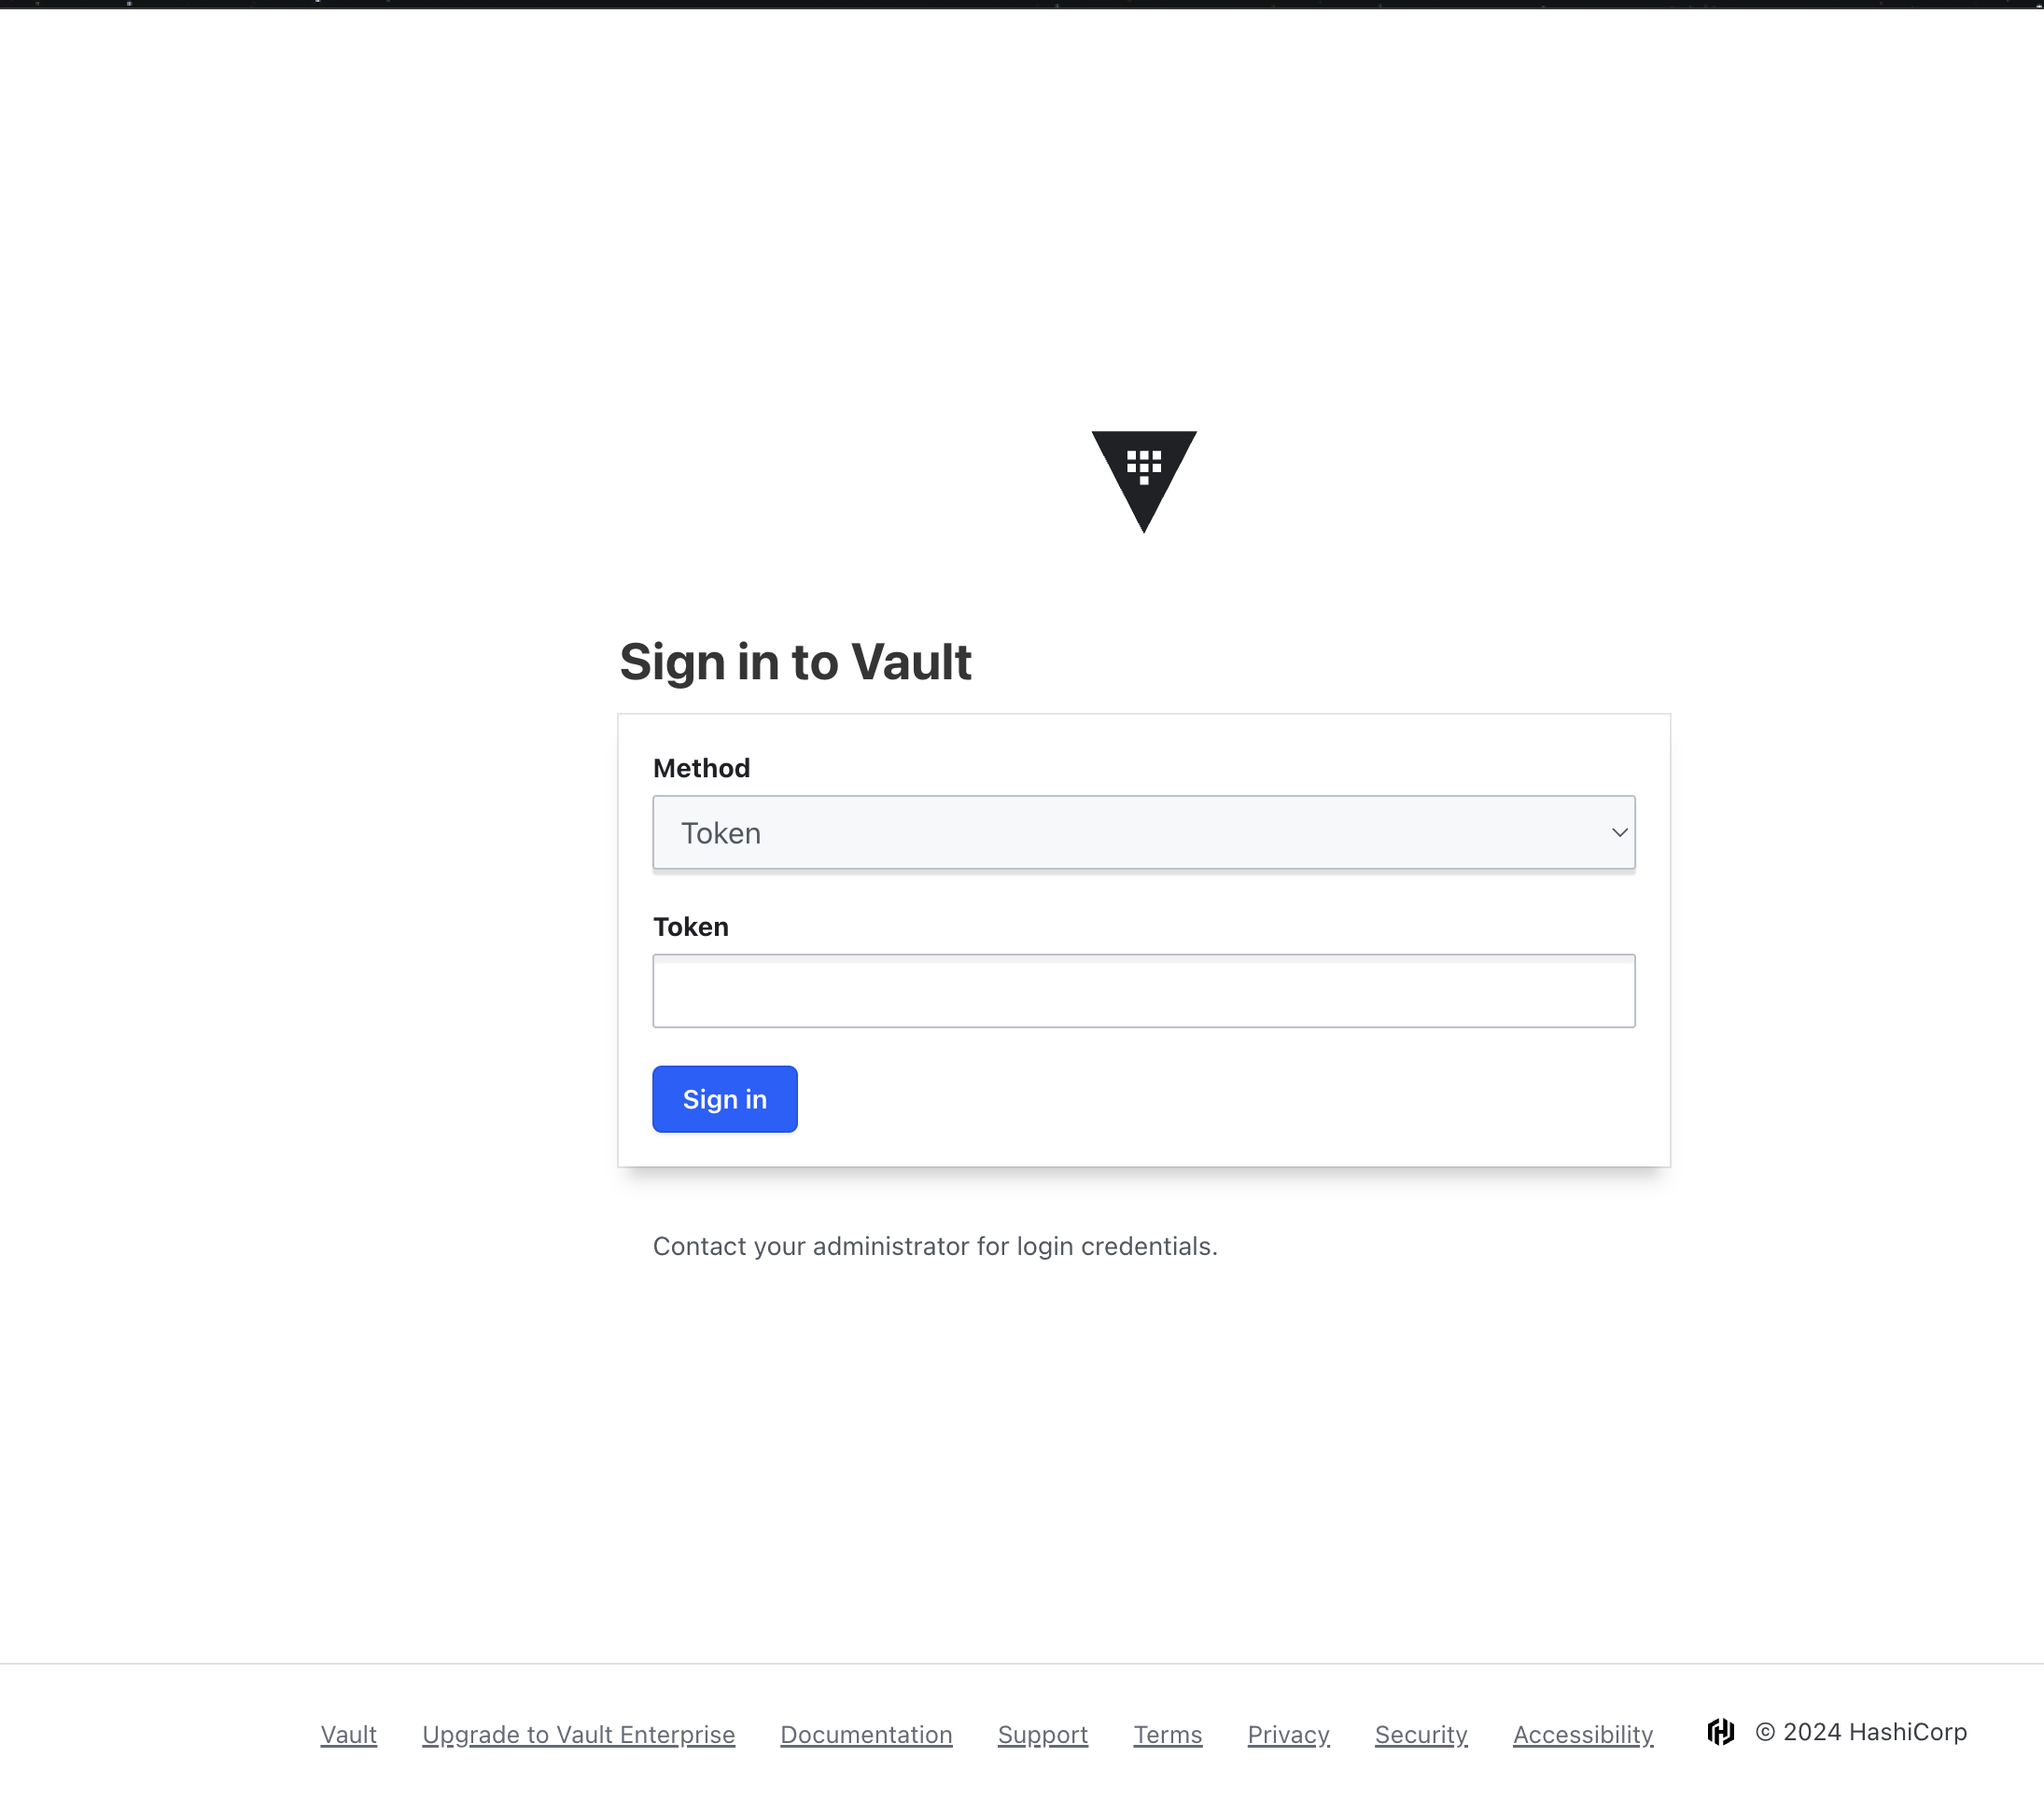 Sign in to Vault
Method
Token
Token
Sign in
Contact your administrator for login credentials.
Vault Upgrade to Vault Enterprise Documentation Support Terms Privacy Security Accessibility © 2024 HashiCorp